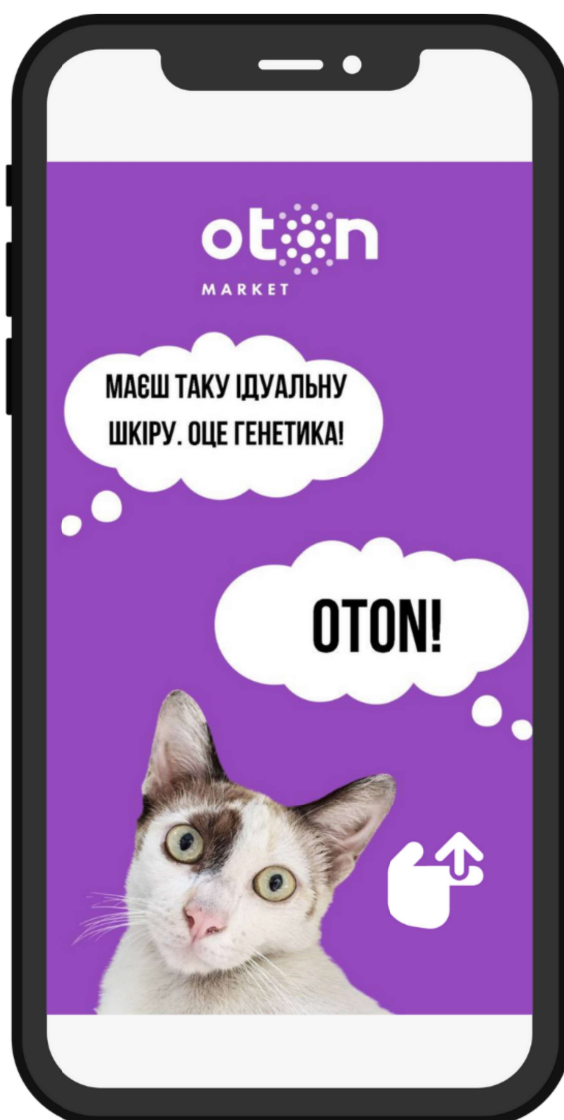 oton
MARKET
МАЄШ ТАКУ ІДУАЛЬНУ
ШКІРУ. ОЦЕ ГЕНЕТИКА!
OTON!